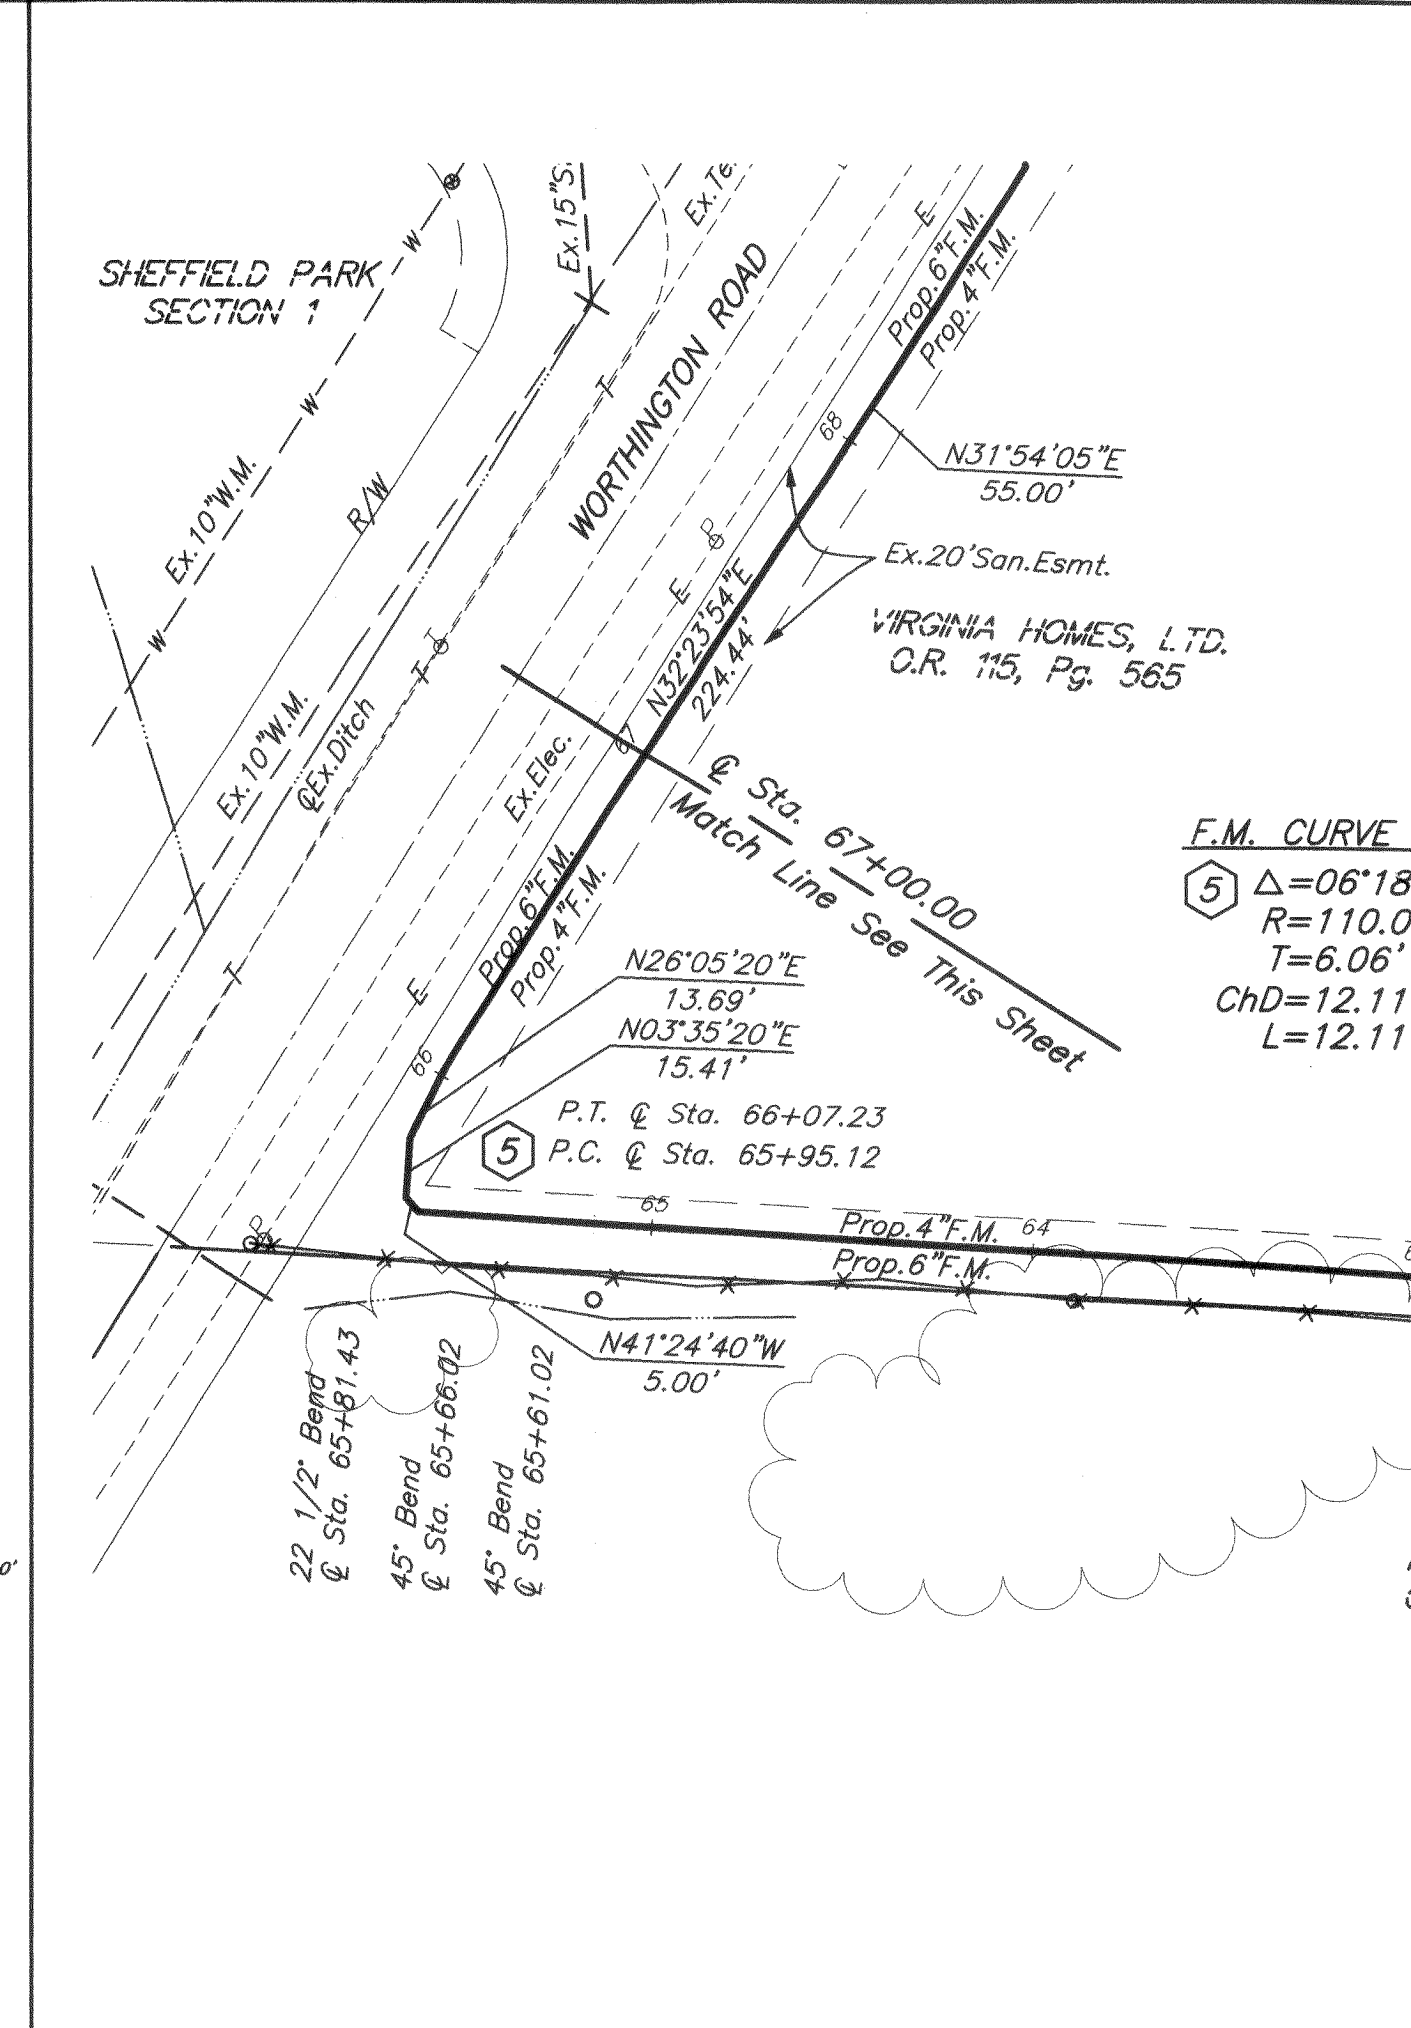 SHEFFIELD PARK
SECTION 1
W
W
W
Ex.10"W.M.
R/W
Ex.10"W.M.
℄Ex.Ditch
Ex.15"S.
Ex.Te.
T
T
T
WORTHINGTON ROAD
E
E
E
P
P
Ex.Elec.
Prop.6"F.M.
Prop.4"F.M.
68
N31°54'05"E
55.00'
Ex.20'San.Esmt.
VIRGINIA HOMES, LTD.
O.R. 115, Pg. 565
N32°23'54"E
224.44'
67
℄ Sta. 67+00.00
Match Line See This Sheet
F.M. CURVE
5 Δ=06°18
R=110.0
T=6.06'
ChD=12.11
L=12.11
Prop.6"F.M.
Prop.4"F.M.
N26°05'20"E
13.69'
N03°35'20"E
15.41'
66
P.T. ℄ Sta. 66+07.23
5 P.C. ℄ Sta. 65+95.12
65
Prop.4"F.M.
64
Prop.6"F.M.
N41°24'40"W
5.00'
22 1/2° Bend
℄ Sta. 65+81.43
45° Bend
℄ Sta. 65+66.02
45° Bend
℄ Sta. 65+61.02
0'